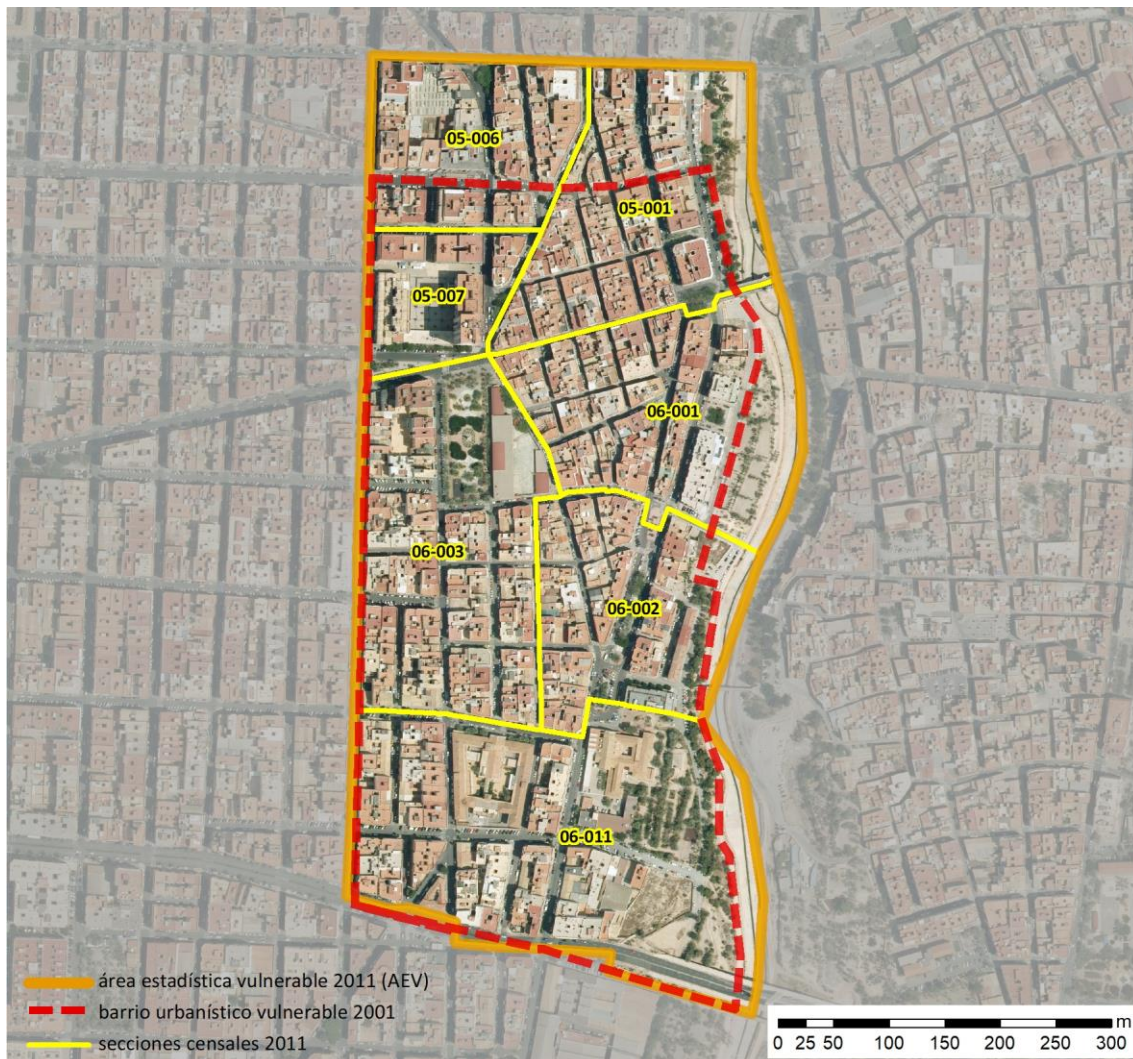 05-006
05-001
05-007
06-001
06-003
06-002
06-011
área estadística vulnerable 2011 (AEV)
barrio urbanístico vulnerable 2001
secciones censales 2011
m
0 25 50 100 150 200 250 300